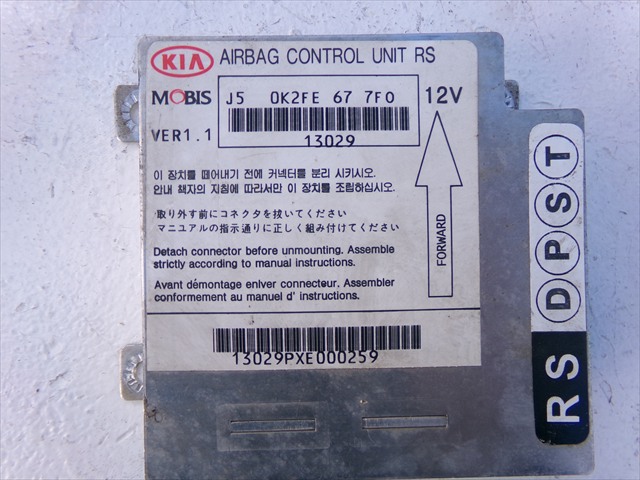 KIA AIRBAG CONTROL UNIT RS
MOBIS J5 0K2FE 67 7F0 12V
VER1.1 13029
이 장치를 떼어내기 전에 커넥터를 분리 시키시오.
안내 책자의 지침에 따라서만 이 장치를 조립하십시오.
取り外す前にコネクタを抜いてください
マニュアルの指示通りに正しく組み付けてください
Detach connector before unmounting. Assemble
strictly according to manual instructions.
Avant démontage enlver connecteur. Assembler
conformement au manuel d' instructions.
FORWARD
13029PXE000259
RS D P S T